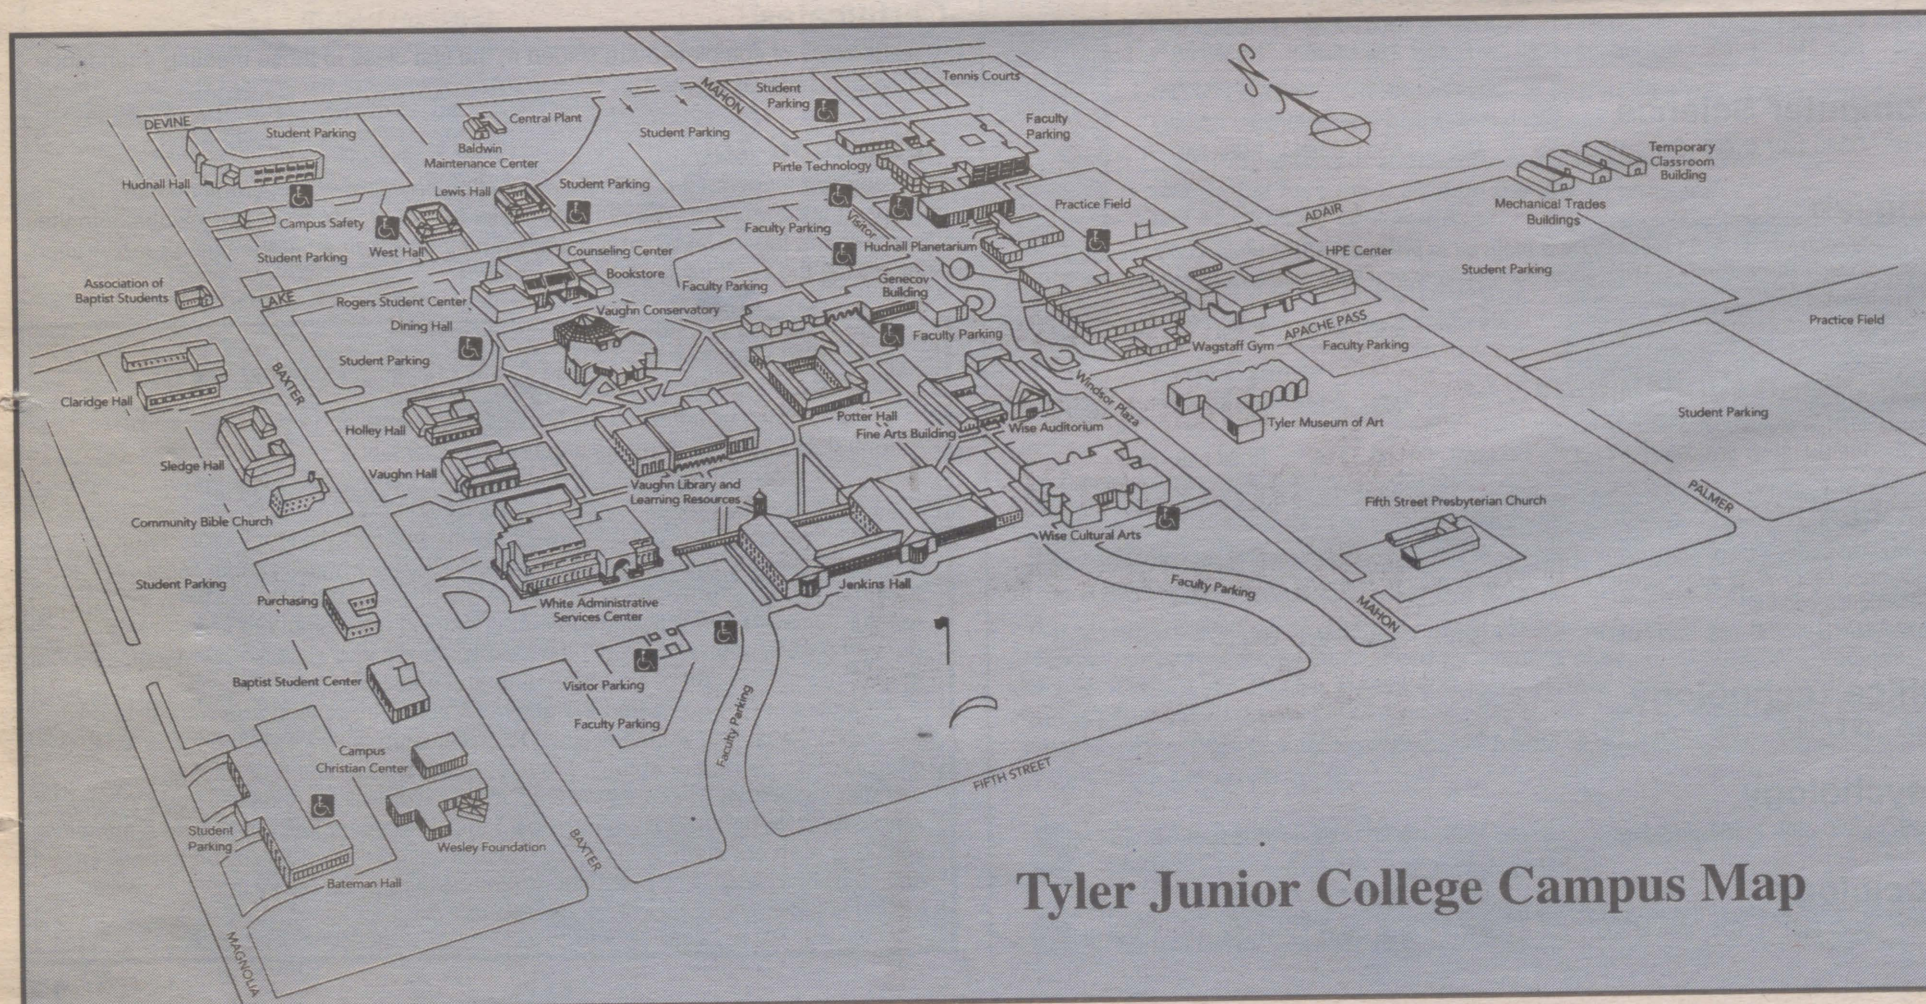 DEVINE
MAHON
Student
Parking
Tennis Courts
N
Student Parking
Central Plant
Baldwin
Maintenance Center
Student Parking
Faculty
Parking
Pirtle Technology
Hudnall Hall
Lewis Hall
Student Parking
Temporary
Classroom
Building
Mechanical Trades
Buildings
Practice Field
ADAIR
Campus Safety
West Hall
Faculty Parking
Visitor
Hudnall Planetarium
HPE Center
Student Parking
Student Parking
Counseling Center
Bookstore
Association of
Baptist Students
LAKE
Rogers Student Center
Faculty Parking
Genecov
Building
Vaughn Conservatory
Dining Hall
Faculty Parking
APACHE PASS
Wagstaff Gym
Faculty Parking
Practice Field
Student Parking
BAXTER
Claridge Hall
Windsor Plaza
Potter Hall
Fine Arts Building
Wise Auditorium
Tyler Museum of Art
Student Parking
Holley Hall
Sledge Hall
Vaughn Hall
Vaughn Library and
Learning Resources
PALMER
Fifth Street Presbyterian Church
Community Bible Church
Wise Cultural Arts
Student Parking
Jenkins Hall
Faculty Parking
Purchasing
White Administrative
Services Center
MAHON
Baptist Student Center
Visitor Parking
Faculty Parking
Faculty Parking
Campus
Christian Center
FIFTH STREET
Student
Parking
Wesley Foundation
BAXTER
Bateman Hall
MAGNOLIA
Tyler Junior College Campus Map